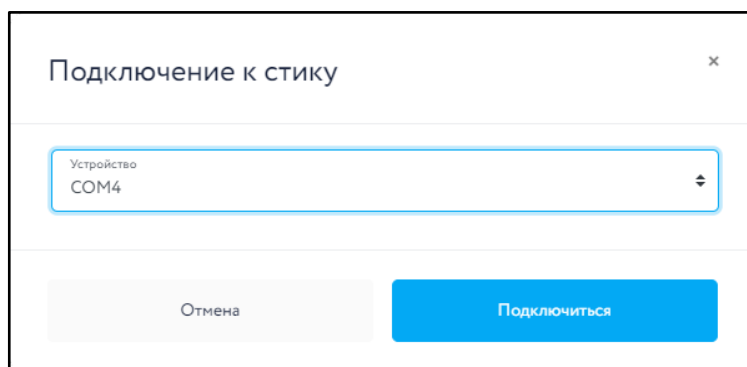 Подключение к стику
×
Устройство
COM4
Отмена
Подключиться